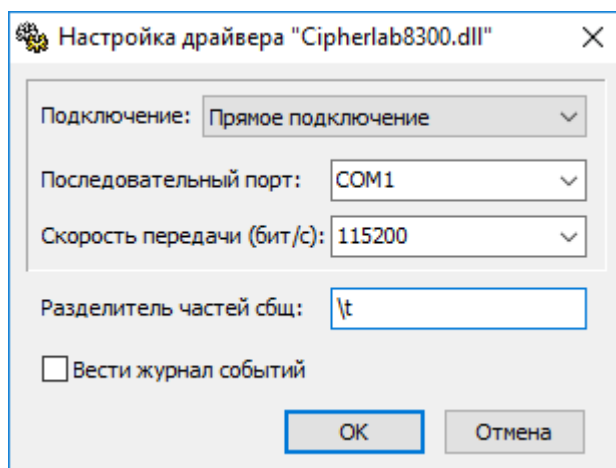 Настройка драйвера "Cipherlab8300.dll"
Подключение: Прямое подключение
Последовательный порт: COM1
Скорость передачи (бит/с): 115200
Разделитель частей сбщ: \t
Вести журнал событий
OK Отмена